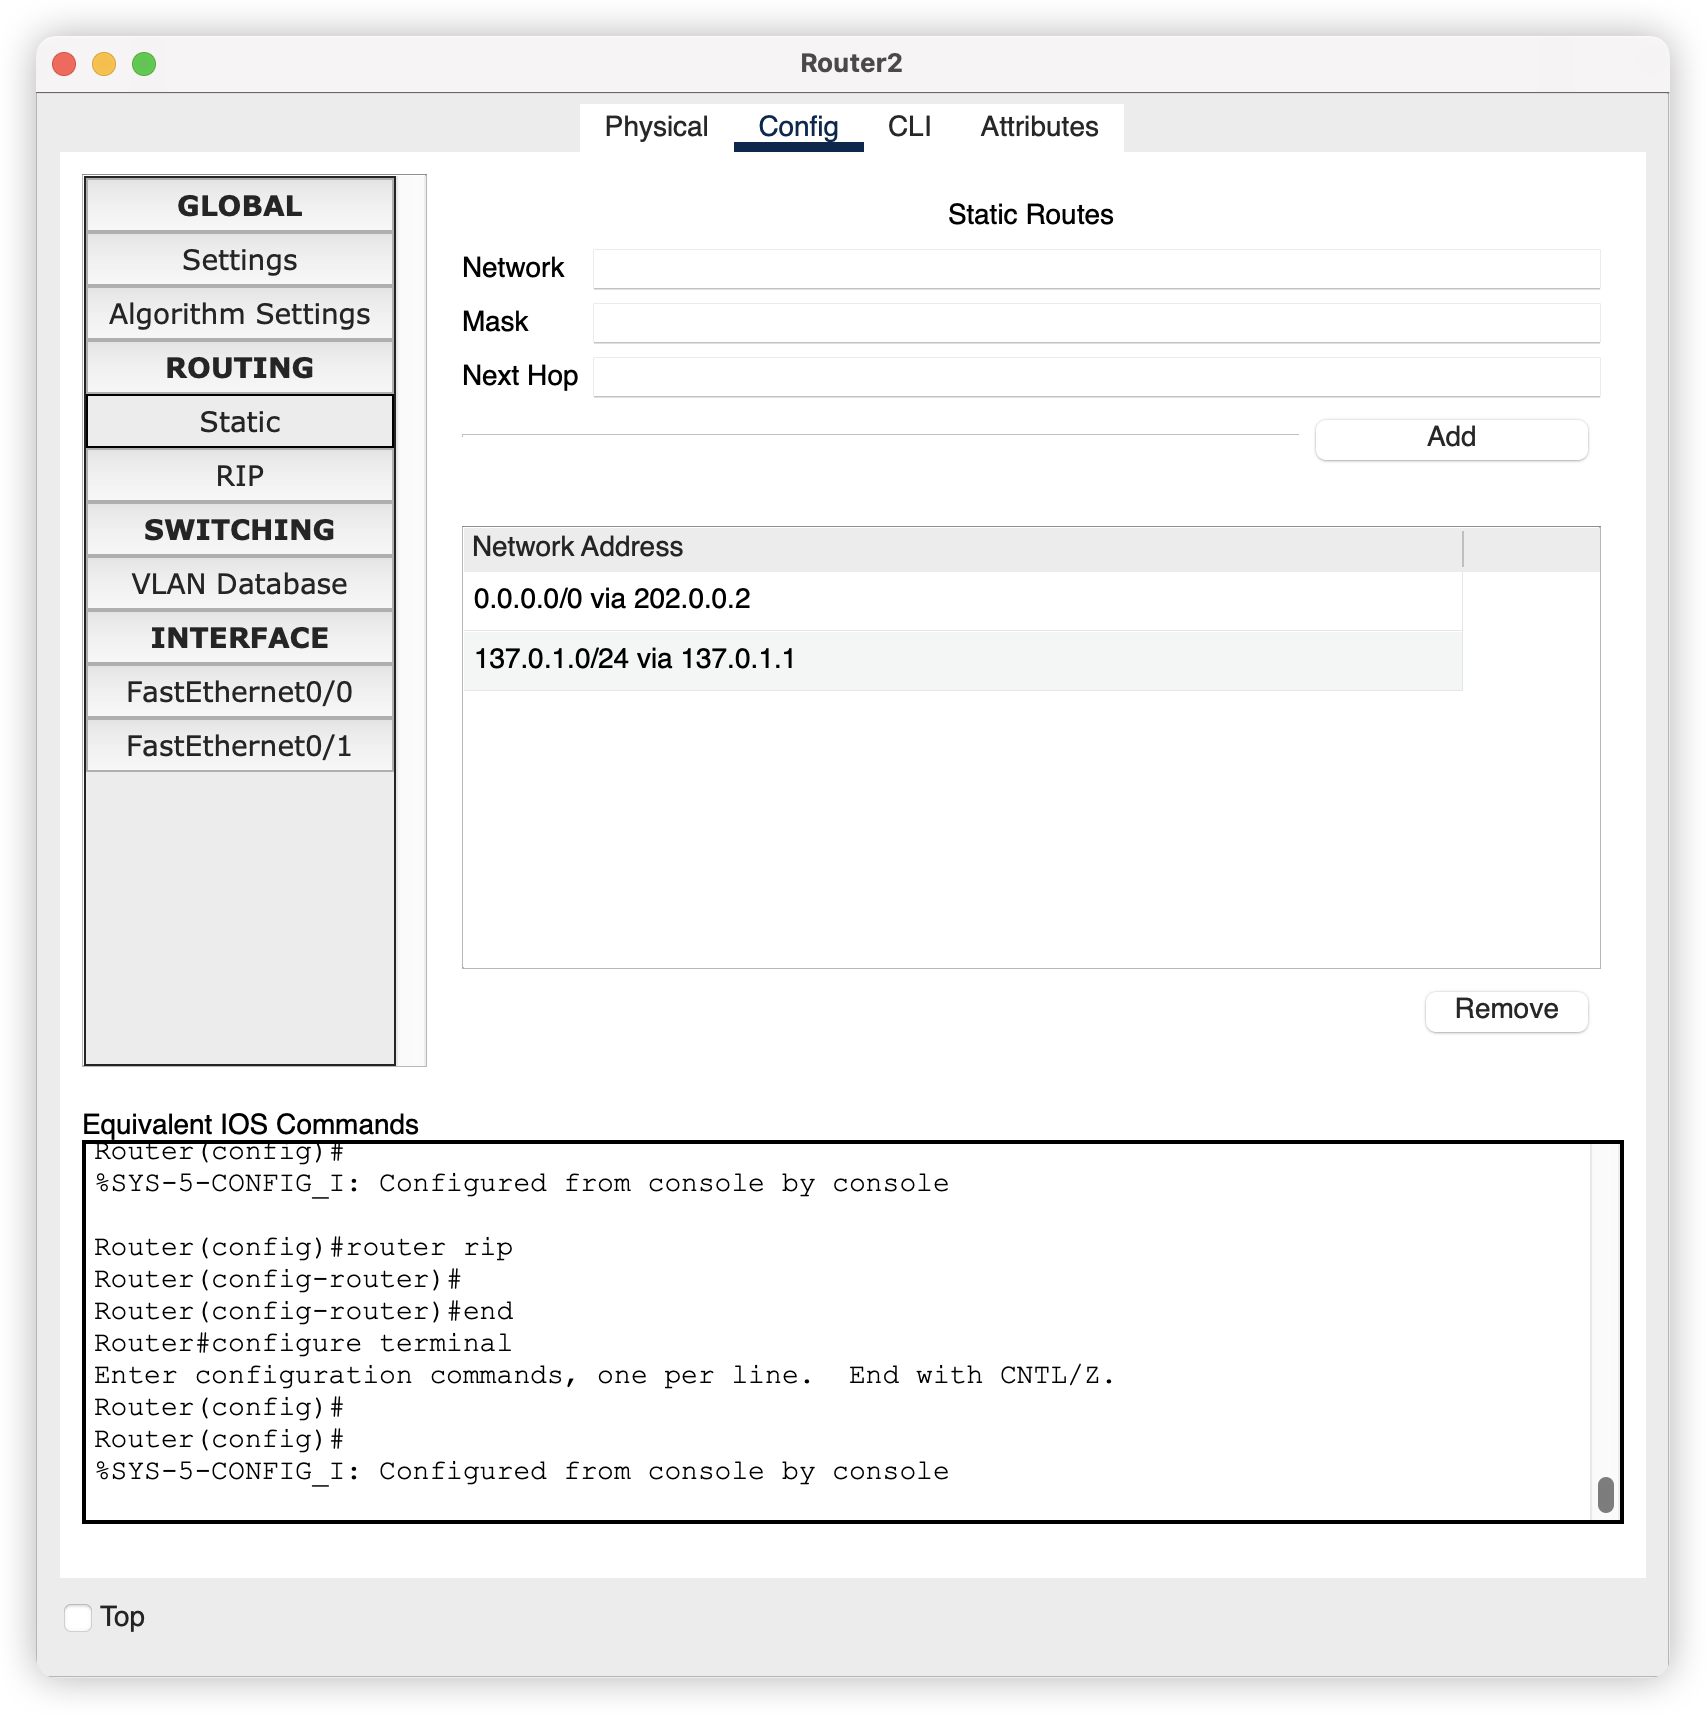 Router2
Physical Config CLI Attributes
GLOBAL
Settings
Algorithm Settings
ROUTING
Static
RIP
SWITCHING
VLAN Database
INTERFACE
FastEthernet0/0
FastEthernet0/1
Static Routes
Network
Mask
Next Hop
Add
Network Address
0.0.0.0/0 via 202.0.0.2
137.0.1.0/24 via 137.0.1.1
Remove
Equivalent IOS Commands
Router(config)#
%SYS-5-CONFIG_I: Configured from console by console
Router(config)#router rip
Router(config-router)#
Router(config-router)#end
Router#configure terminal
Enter configuration commands, one per line.  End with CNTL/Z.
Router(config)#
Router(config)#
%SYS-5-CONFIG_I: Configured from console by console
Top